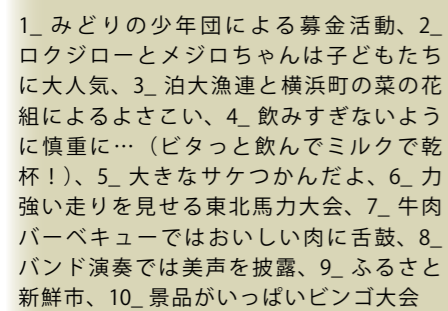 1_ みどりの少年団による募金活動、2_
ロクジローとメジロちゃんは子どもたち
に大人気、3_ 泊大漁連と横浜町の菜の花
組によるよさこい、4_ 飲みすぎないよう
に慎重に…（ビタっと飲んでミルクで乾
杯！）、5_ 大きなサケつかんだよ、6_ 力
強い走りを見せる東北馬力大会、7_ 牛肉
バーベキューではおいしい肉に舌鼓、8_
バンド演奏では美声を披露、9_ ふるさと
新鮮市、10_ 景品がいっぱいビンゴ大会